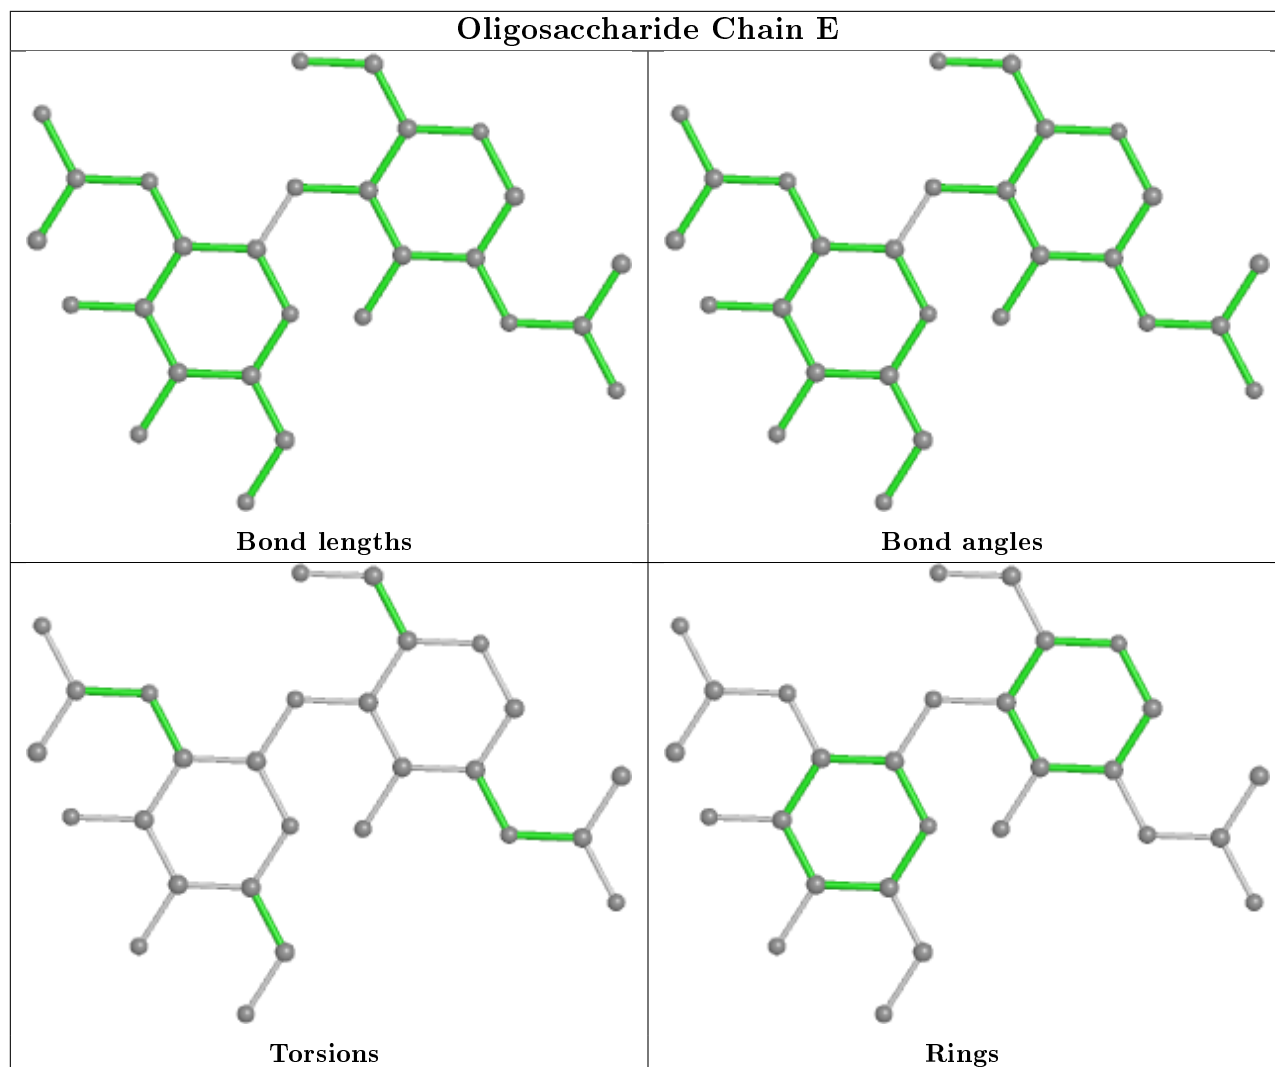 Oligosaccharide Chain E
Bond lengths
Bond angles
Torsions
Rings